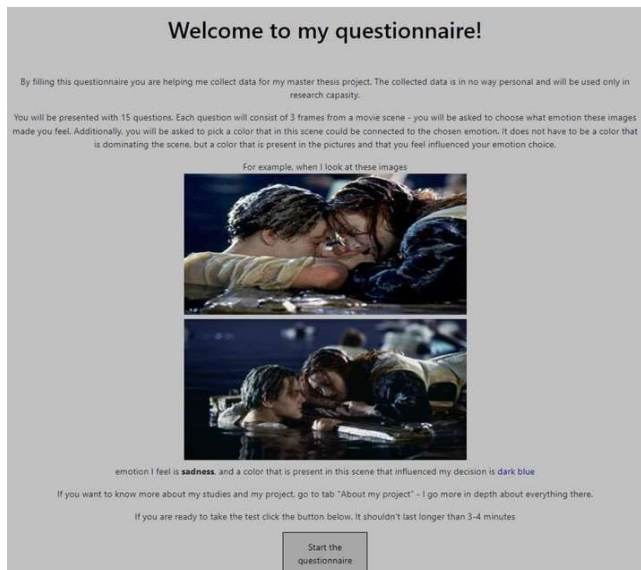 Welcome to my questionnaire!
By filling this questionnaire you are helping me collect data for my master thesis project. The collected data is in no way personal and will be used only in
research capasity.
You will be presented with 15 questions. Each question will consist of 3 frames from a movie scene - you will be asked to choose what emotion these images
made you feel. Additionally, you will be asked to pick a color that in this scene could be connected to the chosen emotion. It does not have to be a color that
is dominating the scene, but a color that is present in the pictures and that you feel influenced your emotion choice.
For example, when I look at these images
emotion I feel is sadness, and a color that is present in this scene that influenced my decision is dark blue
If you want to know more about my studies and my project, go to tab "About my project" - I go more in depth about everything there.
If you are ready to take the test click the button below. It shouldn't last longer than 3-4 minutes
Start the
questionnaire